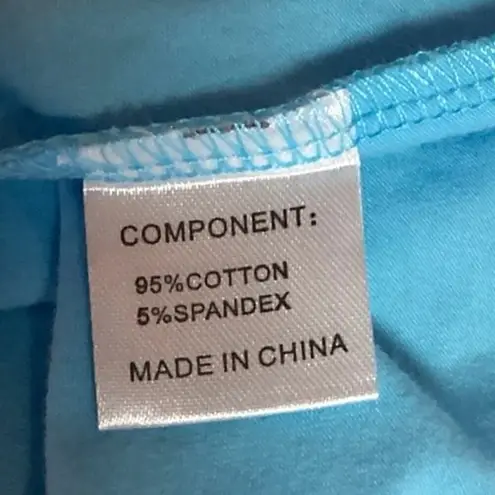 COMPONENT:
95%COTTON
5%SPANDEX
MADE IN CHINA